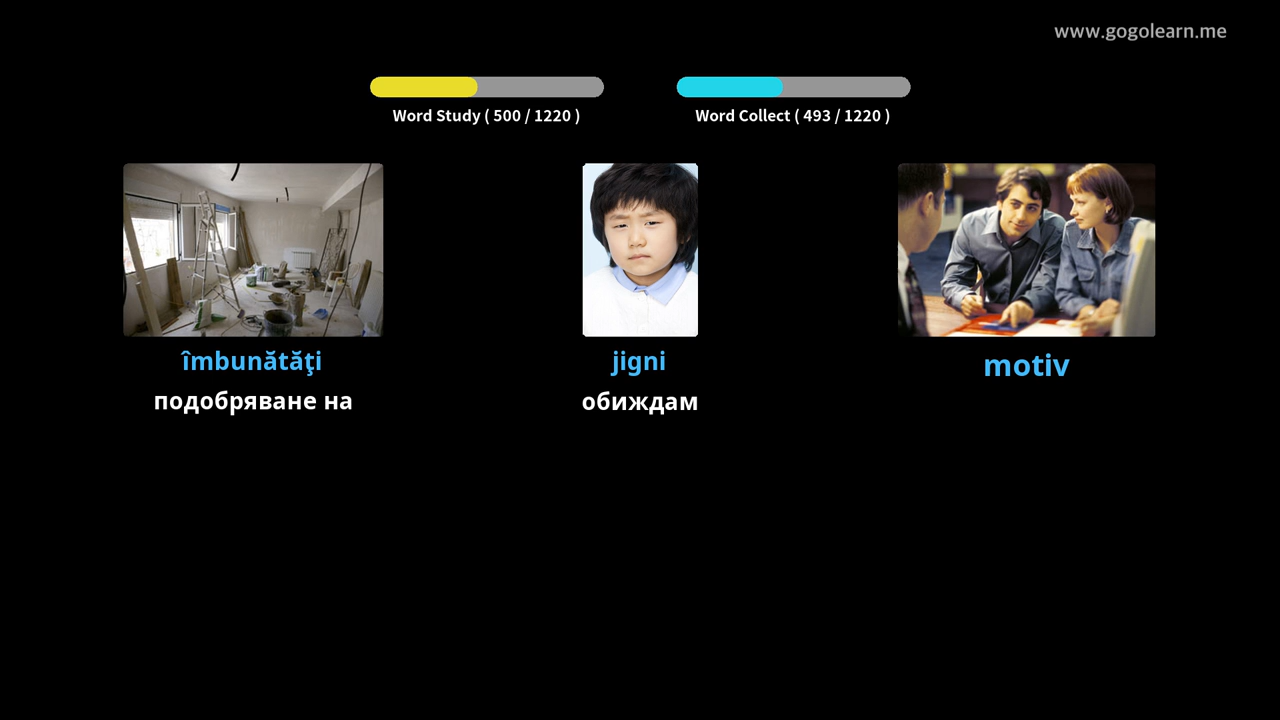 www.gogolearn.me
Word Study ( 500 / 1220 )
Word Collect ( 493 / 1220 )
îmbunătăţi
подобряване на
jigni
обиждам
motiv